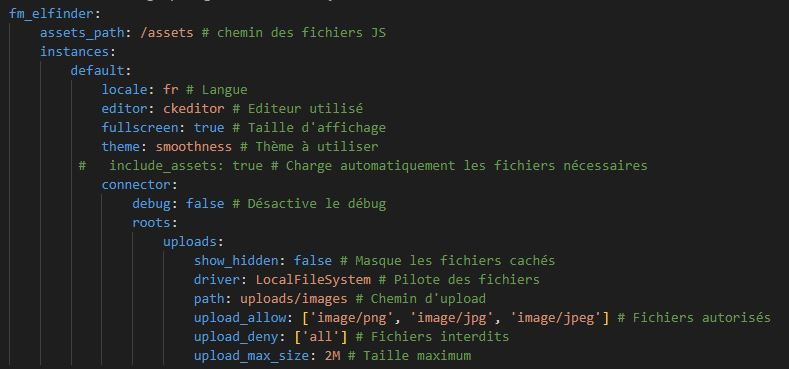 fm_elfinder:
    assets_path: /assets # chemin des fichiers JS
    instances:
        default:
            locale: fr # Langue
            editor: ckeditor # Editeur utilisé
            fullscreen: true # Taille d'affichage
            theme: smoothness # Thème à utiliser
         #   include_assets: true # Charge automatiquement les fichiers nécessaires
            connector:
                debug: false # Désactive le débug
                roots:
                    uploads:
                        show_hidden: false # Masque les fichiers cachés
                        driver: LocalFileSystem # Pilote des fichiers
                        path: uploads/images # Chemin d'upload
                        upload_allow: ['image/png', 'image/jpg', 'image/jpeg'] # Fichiers autorisés
                        upload_deny: ['all'] # Fichiers interdits
                        upload_max_size: 2M # Taille maximum